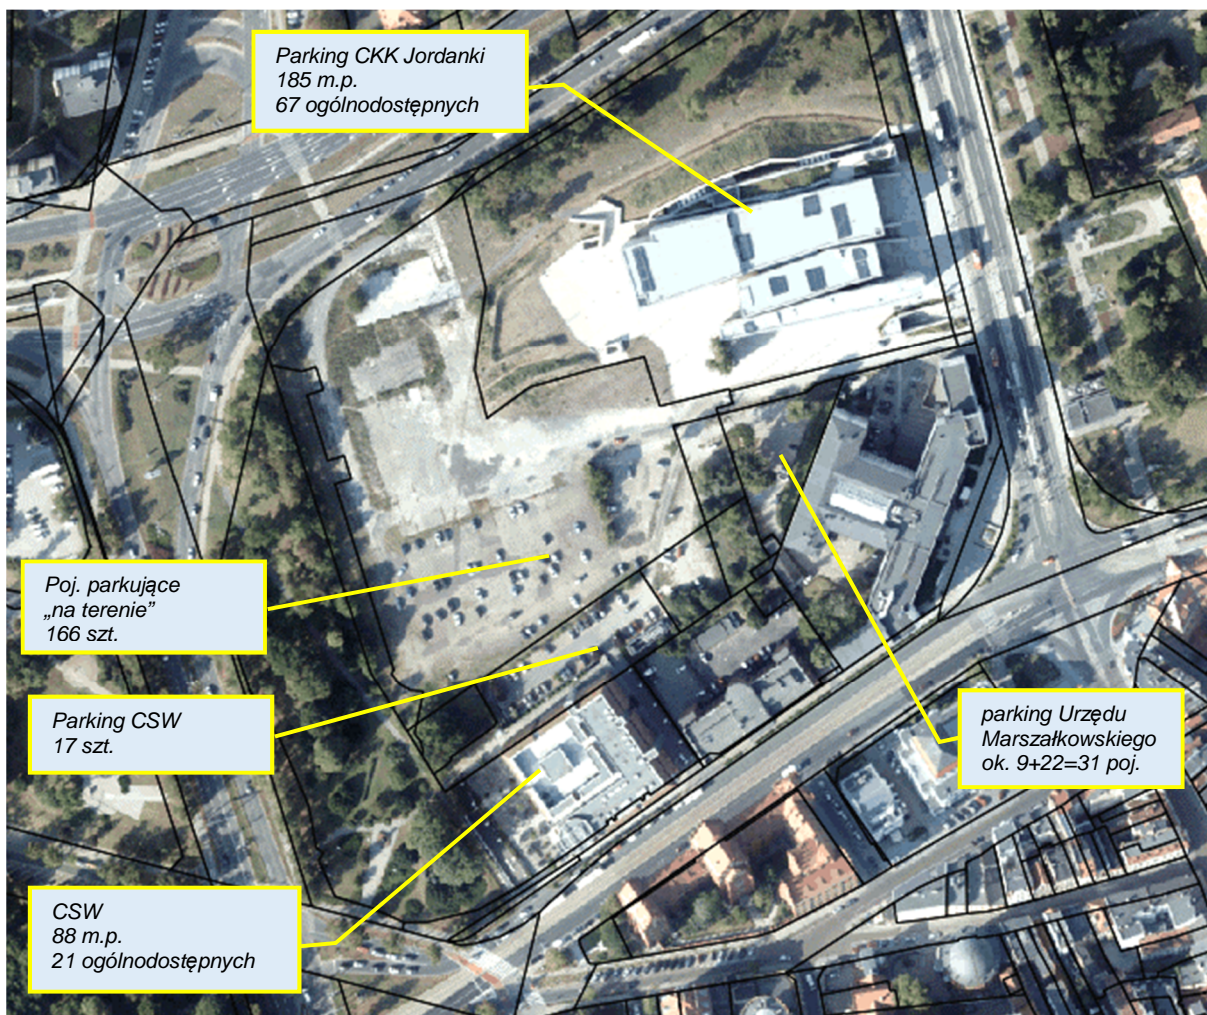 Parking CKK Jordanki
185 m.p.
67 ogólnodostępnych
Poj. parkujące
„na terenie”
166 szt.
Parking CSW
17 szt.
parking Urzędu
Marszałkowskiego
ok. 9+22=31 poj.
CSW
88 m.p.
21 ogólnodostępnych